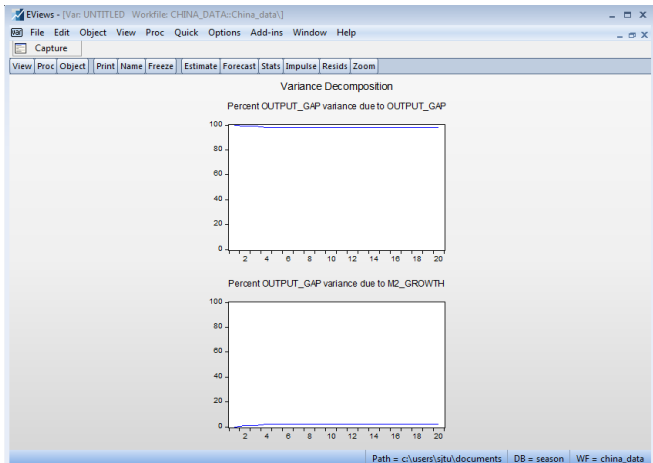 EViews - [Var: UNTITLED Workfile: CHINA_DATA::China_data\]
File Edit Object View Proc Quick Options Add-ins Window Help
Capture
View Proc Object Print Name Freeze Estimate Forecast Stats Impulse Resids Zoom
Variance Decomposition
Percent OUTPUT_GAP variance due to OUTPUT_GAP
100
80
60
40
20
0
2 4 6 8 10 12 14 16 18 20
Percent OUTPUT_GAP variance due to M2_GROWTH
100
80
60
40
20
0
2 4 6 8 10 12 14 16 18 20
Path = c:\users\sjtu\documents DB = season WF = china_data